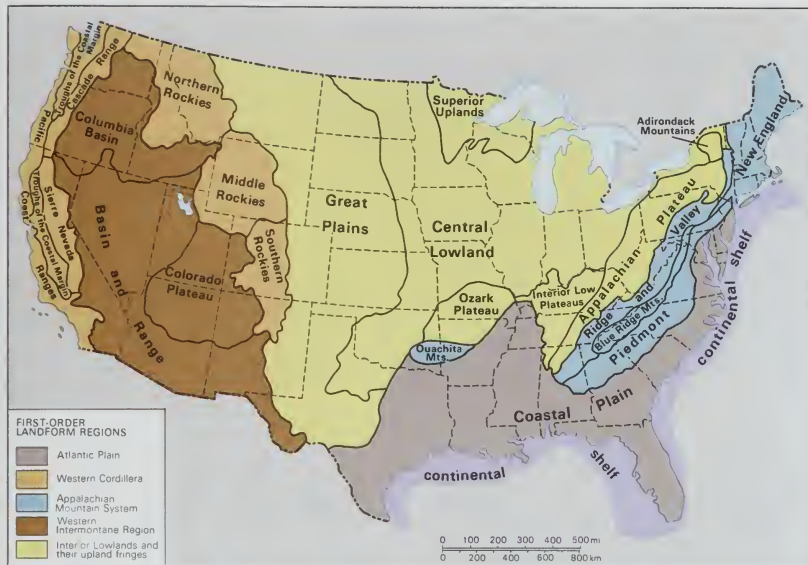 Pacific
Troughs of the Coastal Margin
Cascade Range
Northern
Rockies
Columbia
Basin
Superior
Uplands
Adirondack
Mountains
New England
Middle
Rockies
Great
Plains
Central
Lowland
Appalachian Plateau
Ridge and Valley
Blue Ridge Mts.
Piedmont
Sierre Nevada
Troughs of the Coastal Margin
Coast
Ranges
Basin
and
Range
Colorado
Plateau
Southern
Rockies
Ozark
Plateau
Interior Low
Plateaus
Ouachita
Mts.
Coastal Plain
continental shelf
continental shelf
FIRST-ORDER
LANDFORM REGIONS
Atlantic Plain
Western Cordillera
Appalachian
Mountain System
Western
Intermontane Region
Interior Lowlands and
their upland fringes
0 100 200 300 400 500 mi
0 200 400 600 800 km